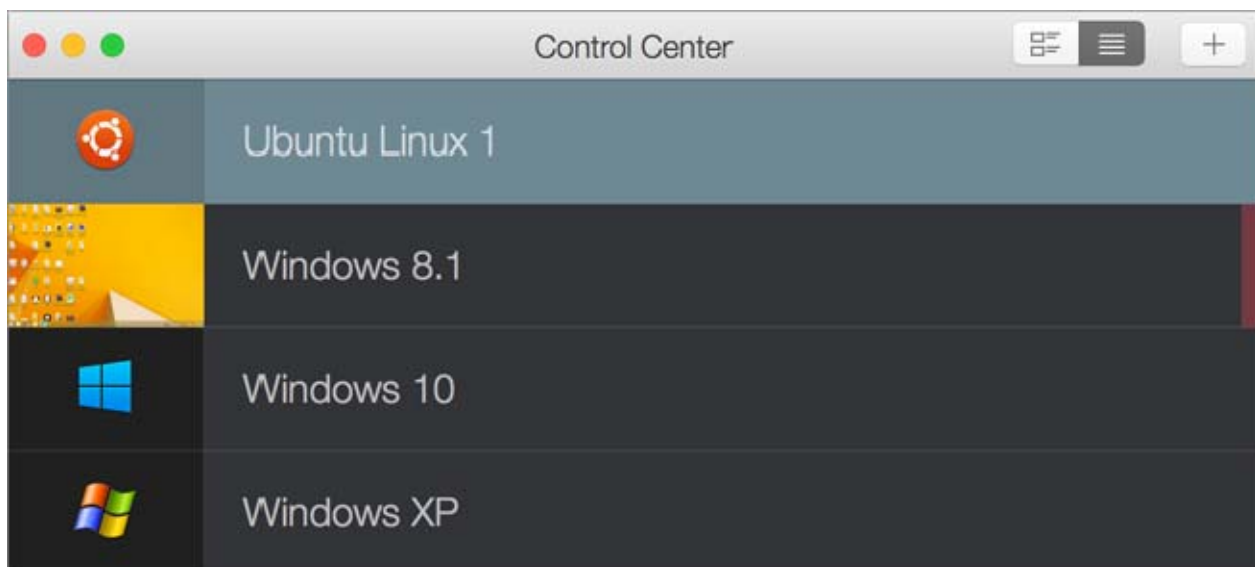 Control Center
Ubuntu Linux 1
Windows 8.1
Windows 10
Windows XP